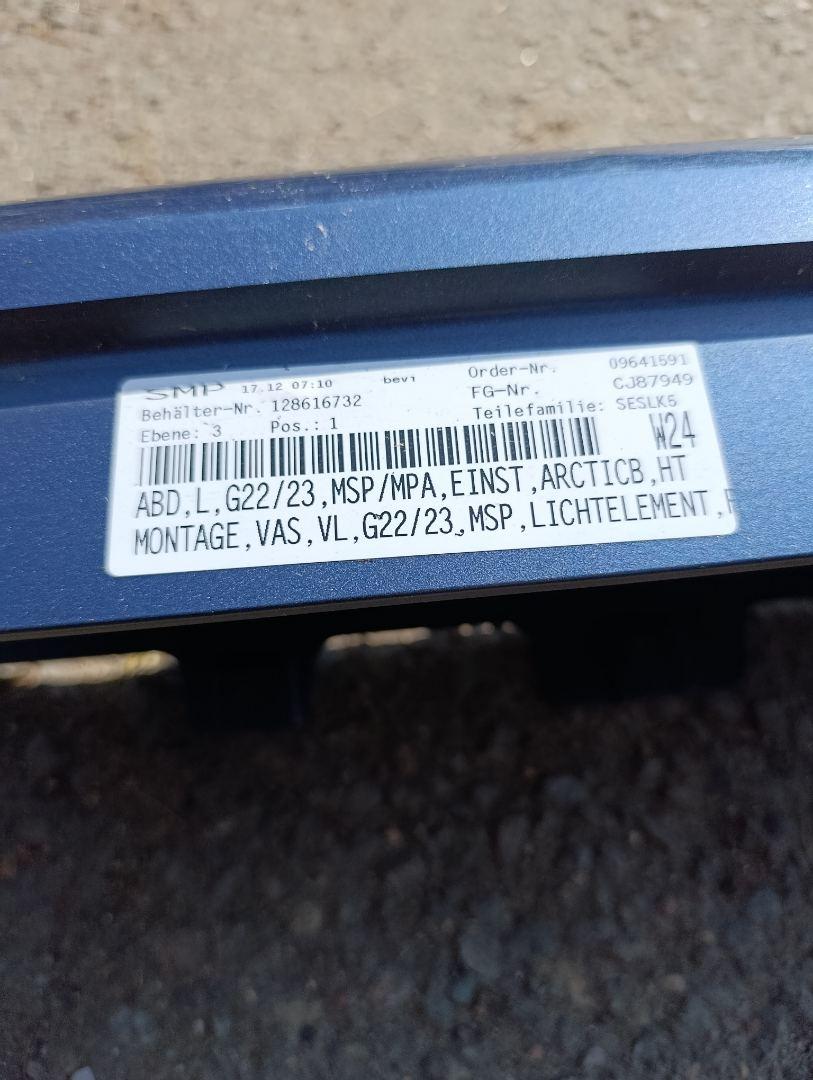 SMP 17.12 07:10 bev1 Order-Nr. 09641591
Behälter-Nr. 128616732 FG-Nr. CJ87949
Ebene: 3 Pos.: 1 Teilefamilie: SESLK5
W24
ABD,L,G22/23,MSP/MPA,EINST,ARCTICB,HT
MONTAGE,VAS,VL,G22/23,MSP,LICHTELEMENT,